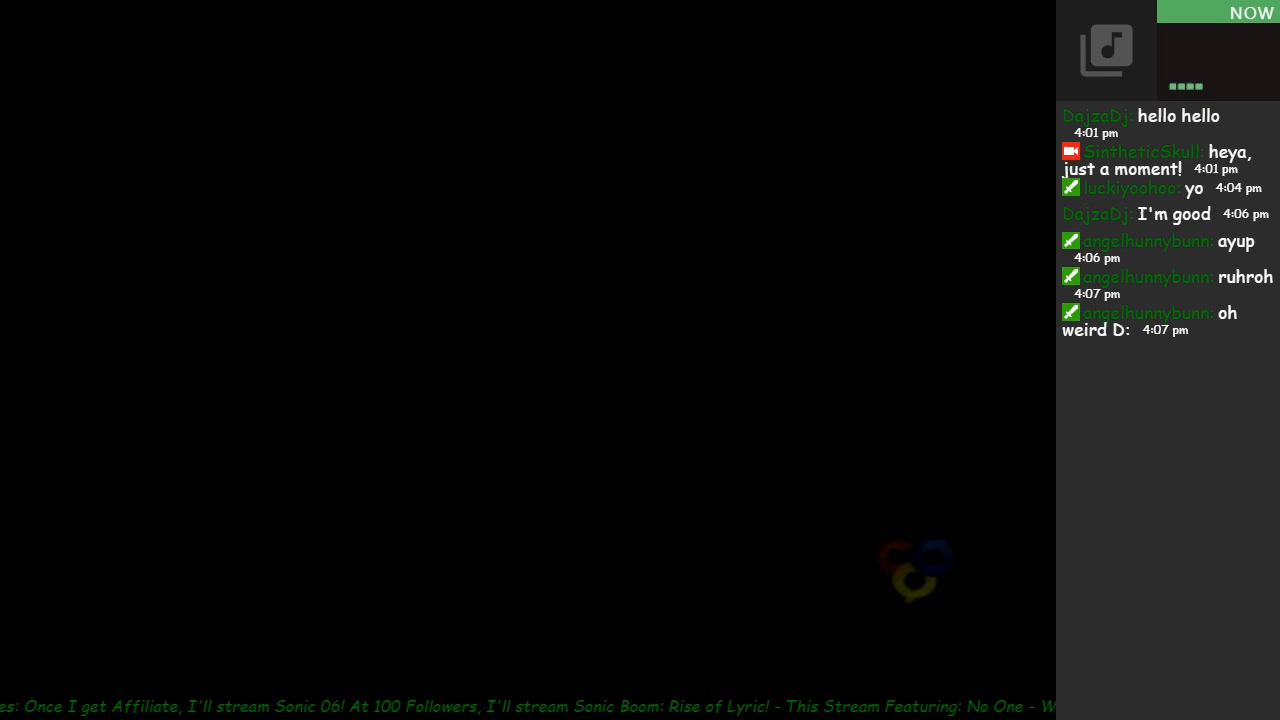 NOW
DajzaDj: hello hello
4:01 pm
SintheticSkull: heya,
just a moment! 4:01 pm
luckiyoohoo: yo 4:04 pm
DajzaDj: I'm good 4:06 pm
angelhunnybunn: ayup
4:06 pm
angelhunnybunn: ruhroh
4:07 pm
angelhunnybunn: oh
weird D: 4:07 pm
es: Once I get Affiliate, I'll stream Sonic 06! At 100 Followers, I'll stream Sonic Boom: Rise of Lyric! - This Stream Featuring: No One - W